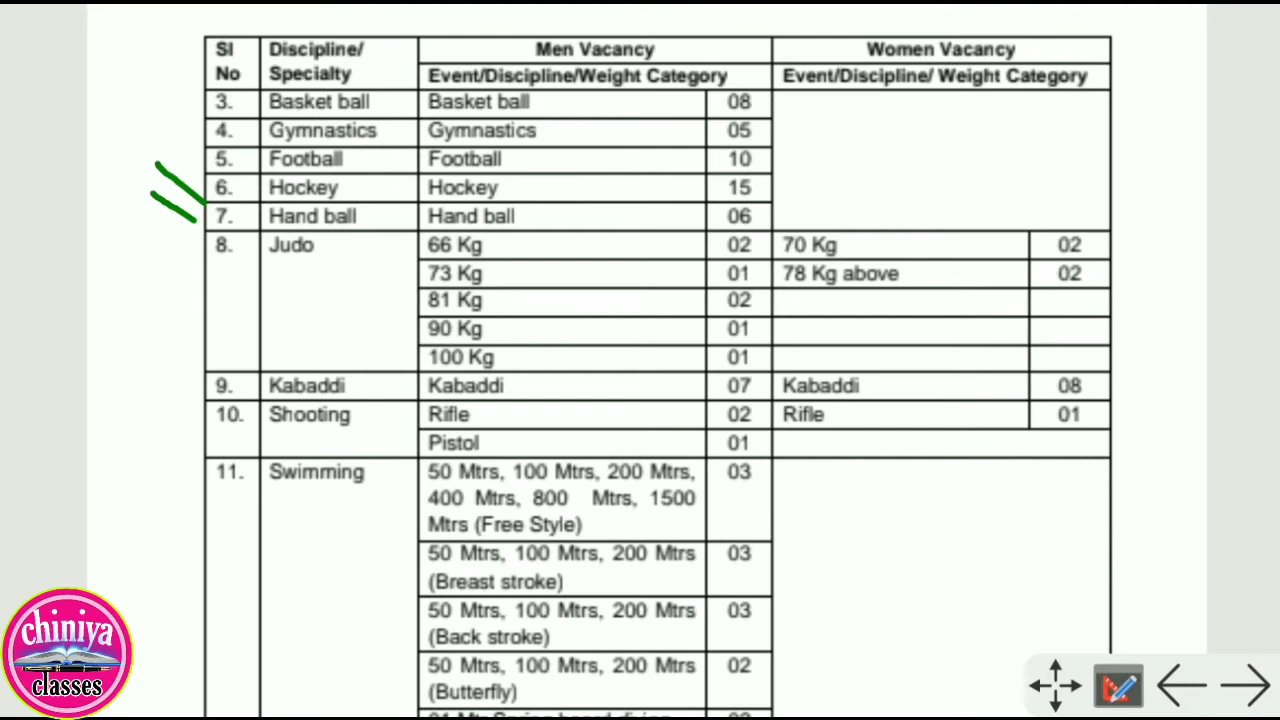 Sl No Discipline/ Specialty Men Vacancy Women Vacancy
Event/Discipline/Weight Category Event/Discipline/ Weight Category
3. Basket ball Basket ball 08
4. Gymnastics Gymnastics 05
5. Football Football 10
6. Hockey Hockey 15
7. Hand ball Hand ball 06
8. Judo 66 Kg 02 70 Kg 02
73 Kg 01 78 Kg above 02
81 Kg 02
90 Kg 01
100 Kg 01
9. Kabaddi Kabaddi 07 Kabaddi 08
10. Shooting Rifle 02 Rifle 01
Pistol 01
11. Swimming 50 Mtrs, 100 Mtrs, 200 Mtrs, 03
400 Mtrs, 800 Mtrs, 1500
Mtrs (Free Style)
50 Mtrs, 100 Mtrs, 200 Mtrs 03
(Breast stroke)
50 Mtrs, 100 Mtrs, 200 Mtrs 03
(Back stroke)
50 Mtrs, 100 Mtrs, 200 Mtrs 02
(Butterfly)
chiniya
classes